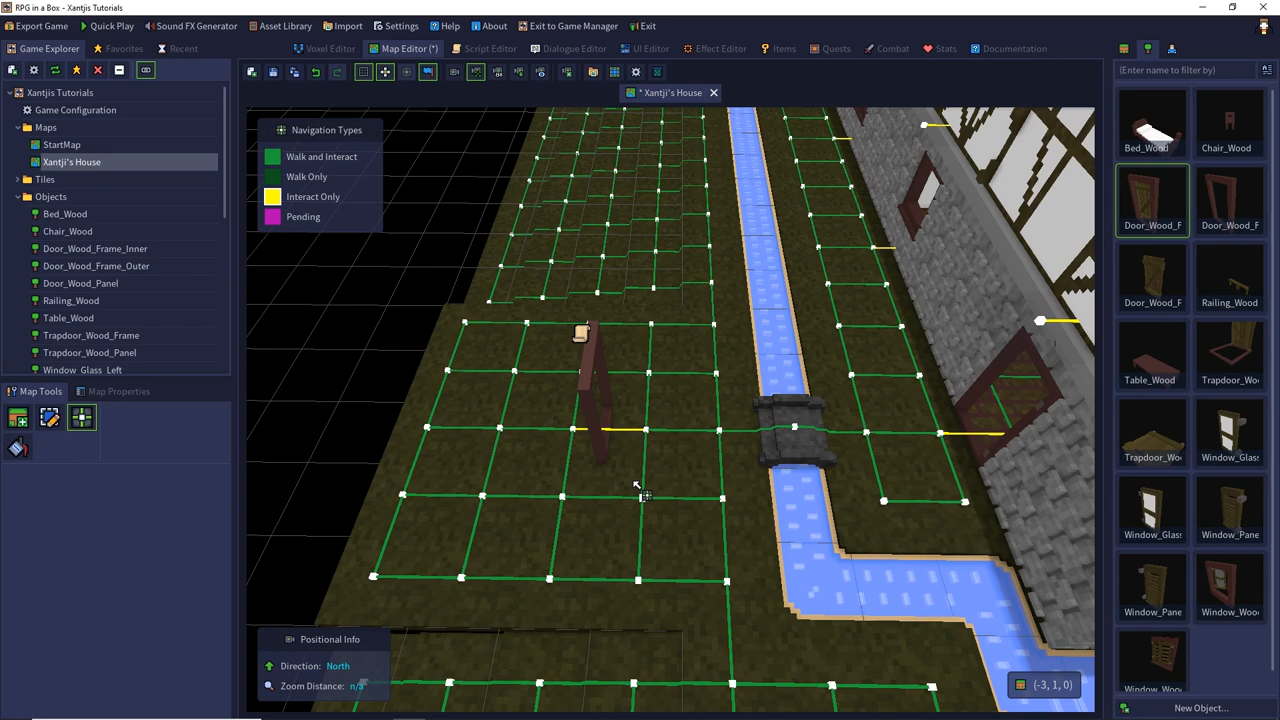 RPG in a Box - Xantjis Tutorials
Export Game Quick Play Sound FX Generator Asset Library Import Settings Help About Exit to Game Manager Exit
Game Explorer Favorites Recent Voxel Editor Map Editor (*) Script Editor Dialogue Editor UI Editor Effect Editor Items Quests Combat Stats Documentation
(Enter name to filter by)
Xantjis Tutorials
* Xantji's House
Game Configuration
Maps
StartMap
Xantji's House
Tiles
Objects
Bed_Wood
Chair_Wood
Door_Wood_Frame_Inner
Door_Wood_Frame_Outer
Door_Wood_Panel
Railing_Wood
Table_Wood
Trapdoor_Wood_Frame
Trapdoor_Wood_Panel
Window_Glass_Left
Map Tools Map Properties
Navigation Types
Walk and Interact
Walk Only
Interact Only
Pending
Positional Info
Direction: North
Zoom Distance: n/a
(-3, 1, 0)
Bed_Wood Chair_Wood
Door_Wood_F Door_Wood_F
Door_Wood_F Railing_Wood
Table_Wood Trapdoor_Woo
Trapdoor_Woo Window_Glass
Window_Glass Window_Pane
Window_Pane Window_Wood
Window_Wood
New Object...